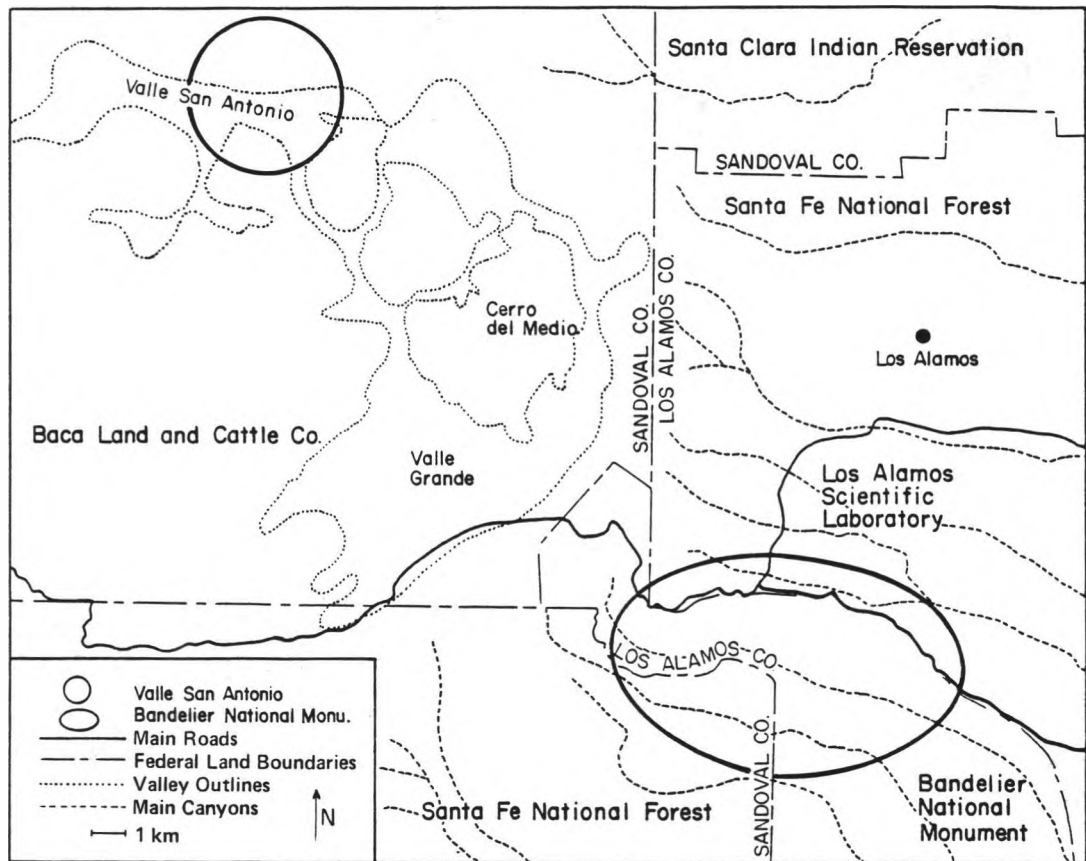 Santa Clara Indian Reservation
Valle San Antonio
SANDOVAL CO.
Santa Fe National Forest
Cerro
del Medio
SANDOVAL CO.
LOS ALAMOS CO.
Los Alamos
Baca Land and Cattle Co.
Valle
Grande
Los Alamos
Scientific
Laboratory
LOS ALAMOS CO.
SANDOVAL CO.
Valle San Antonio
Bandelier National Monu.
Main Roads
Federal Land Boundaries
Valley Outlines
Main Canyons
1 km
N
Santa Fe National Forest
Bandelier
National
Monument